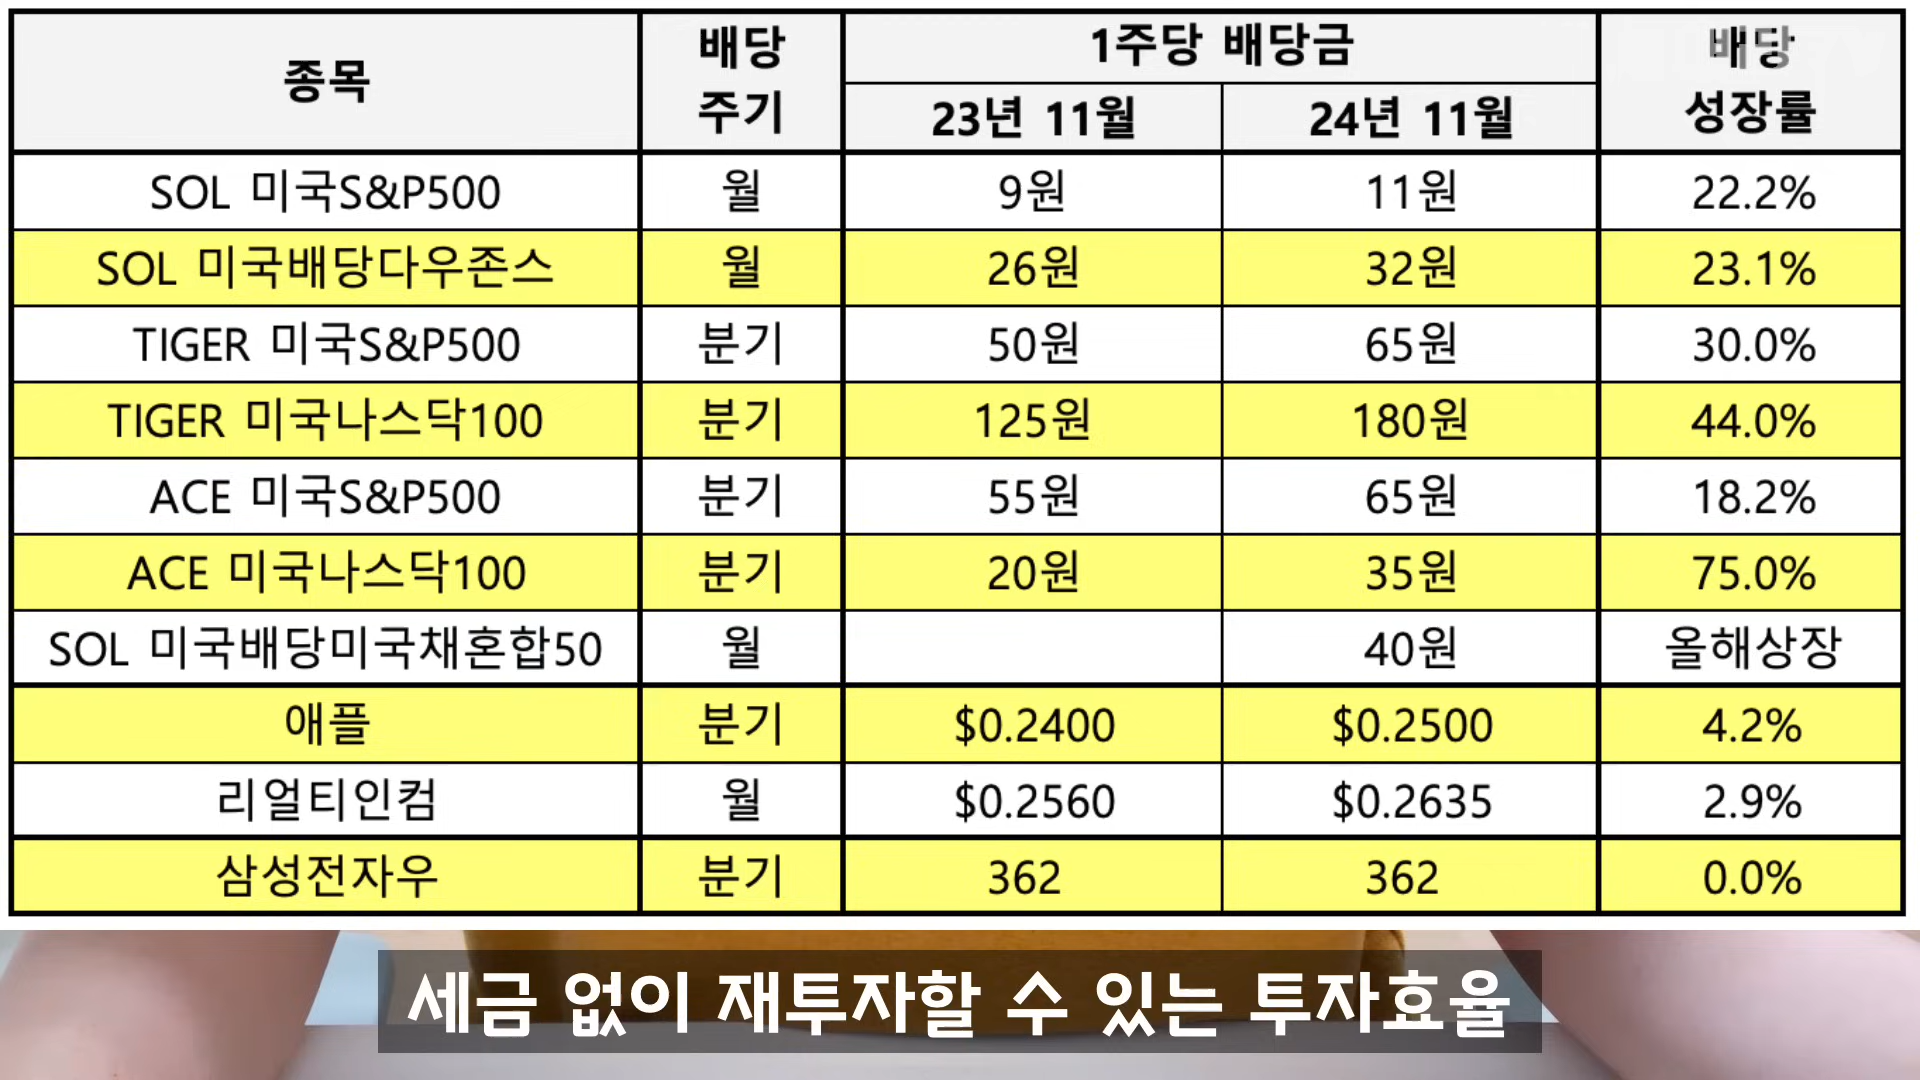 종목 배당 주기 1주당 배당금 배당 성장률
23년 11월 24년 11월
SOL 미국S&P500 월 9원 11원 22.2%
SOL 미국배당다우존스 월 26원 32원 23.1%
TIGER 미국S&P500 분기 50원 65원 30.0%
TIGER 미국나스닥100 분기 125원 180원 44.0%
ACE 미국S&P500 분기 55원 65원 18.2%
ACE 미국나스닥100 분기 20원 35원 75.0%
SOL 미국배당미국채혼합50 월 40원 올해상장
애플 분기 $0.2400 $0.2500 4.2%
리얼티인컴 월 $0.2560 $0.2635 2.9%
삼성전자우 분기 362 362 0.0%
세금 없이 재투자할 수 있는 투자효율